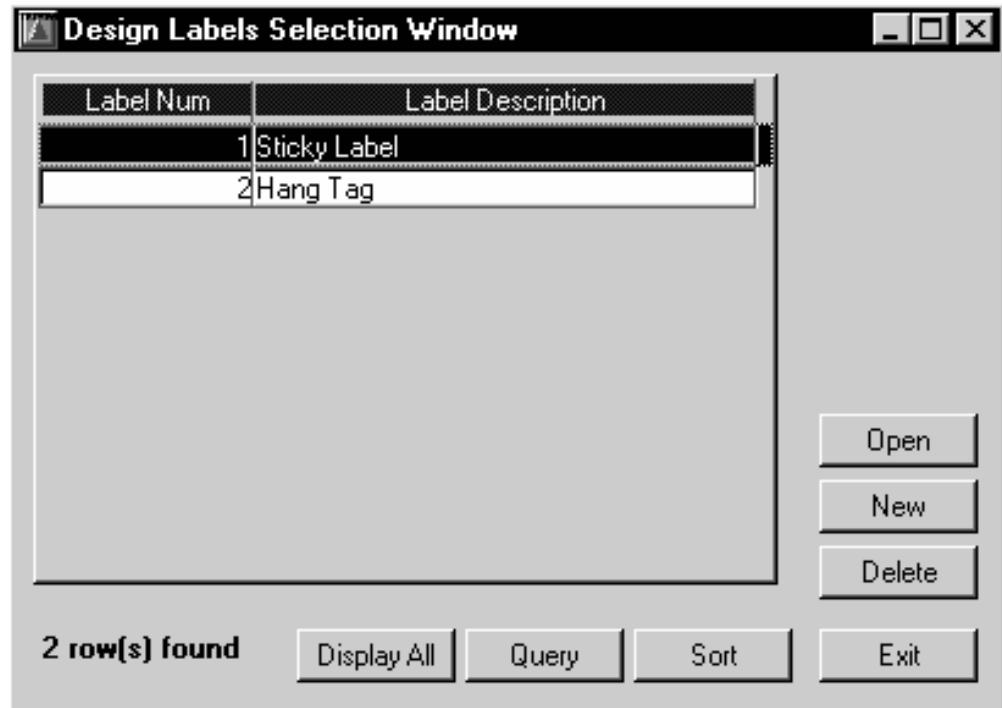 Design Labels Selection Window
Label Num Label Description
1 Sticky Label
2 Hang Tag
Open
New
Delete
2 row(s) found Display All Query Sort Exit